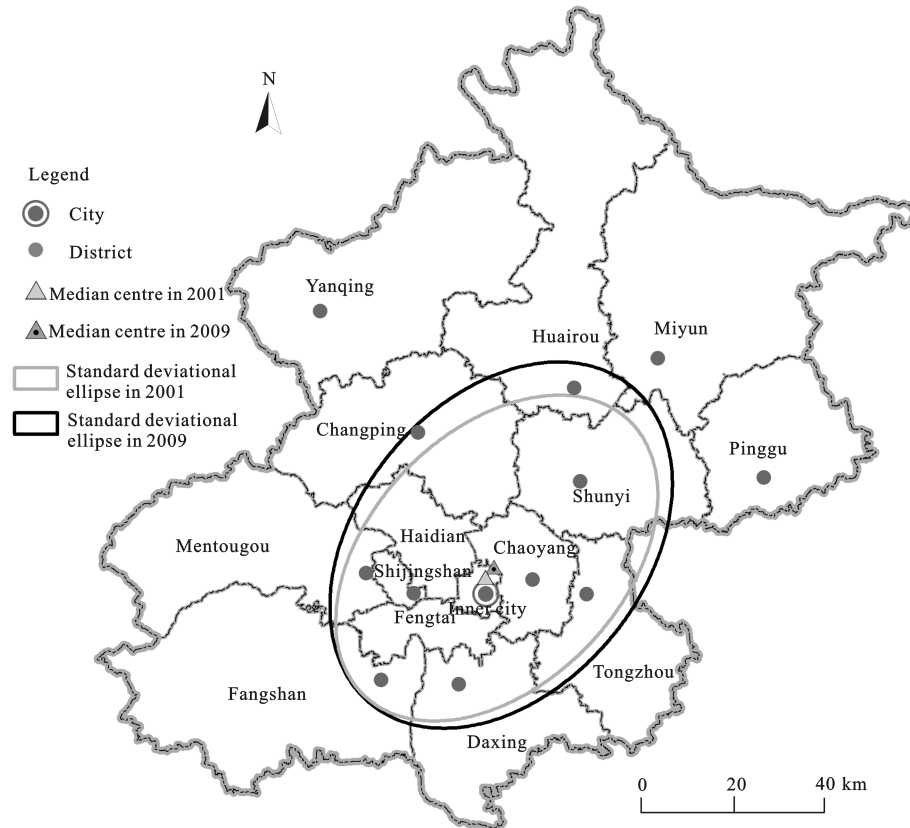 N
Legend
City
District
Median centre in 2001
Median centre in 2009
Standard deviational
ellipse in 2001
Standard deviational
ellipse in 2009
Yanqing
Huairou
Miyun
Changping
Pinggu
Shunyi
Mentougou
Haidian
Chaoyang
Shijingshan
Inner city
Fengtai
Tongzhou
Fangshan
Daxing
0 20 40 km